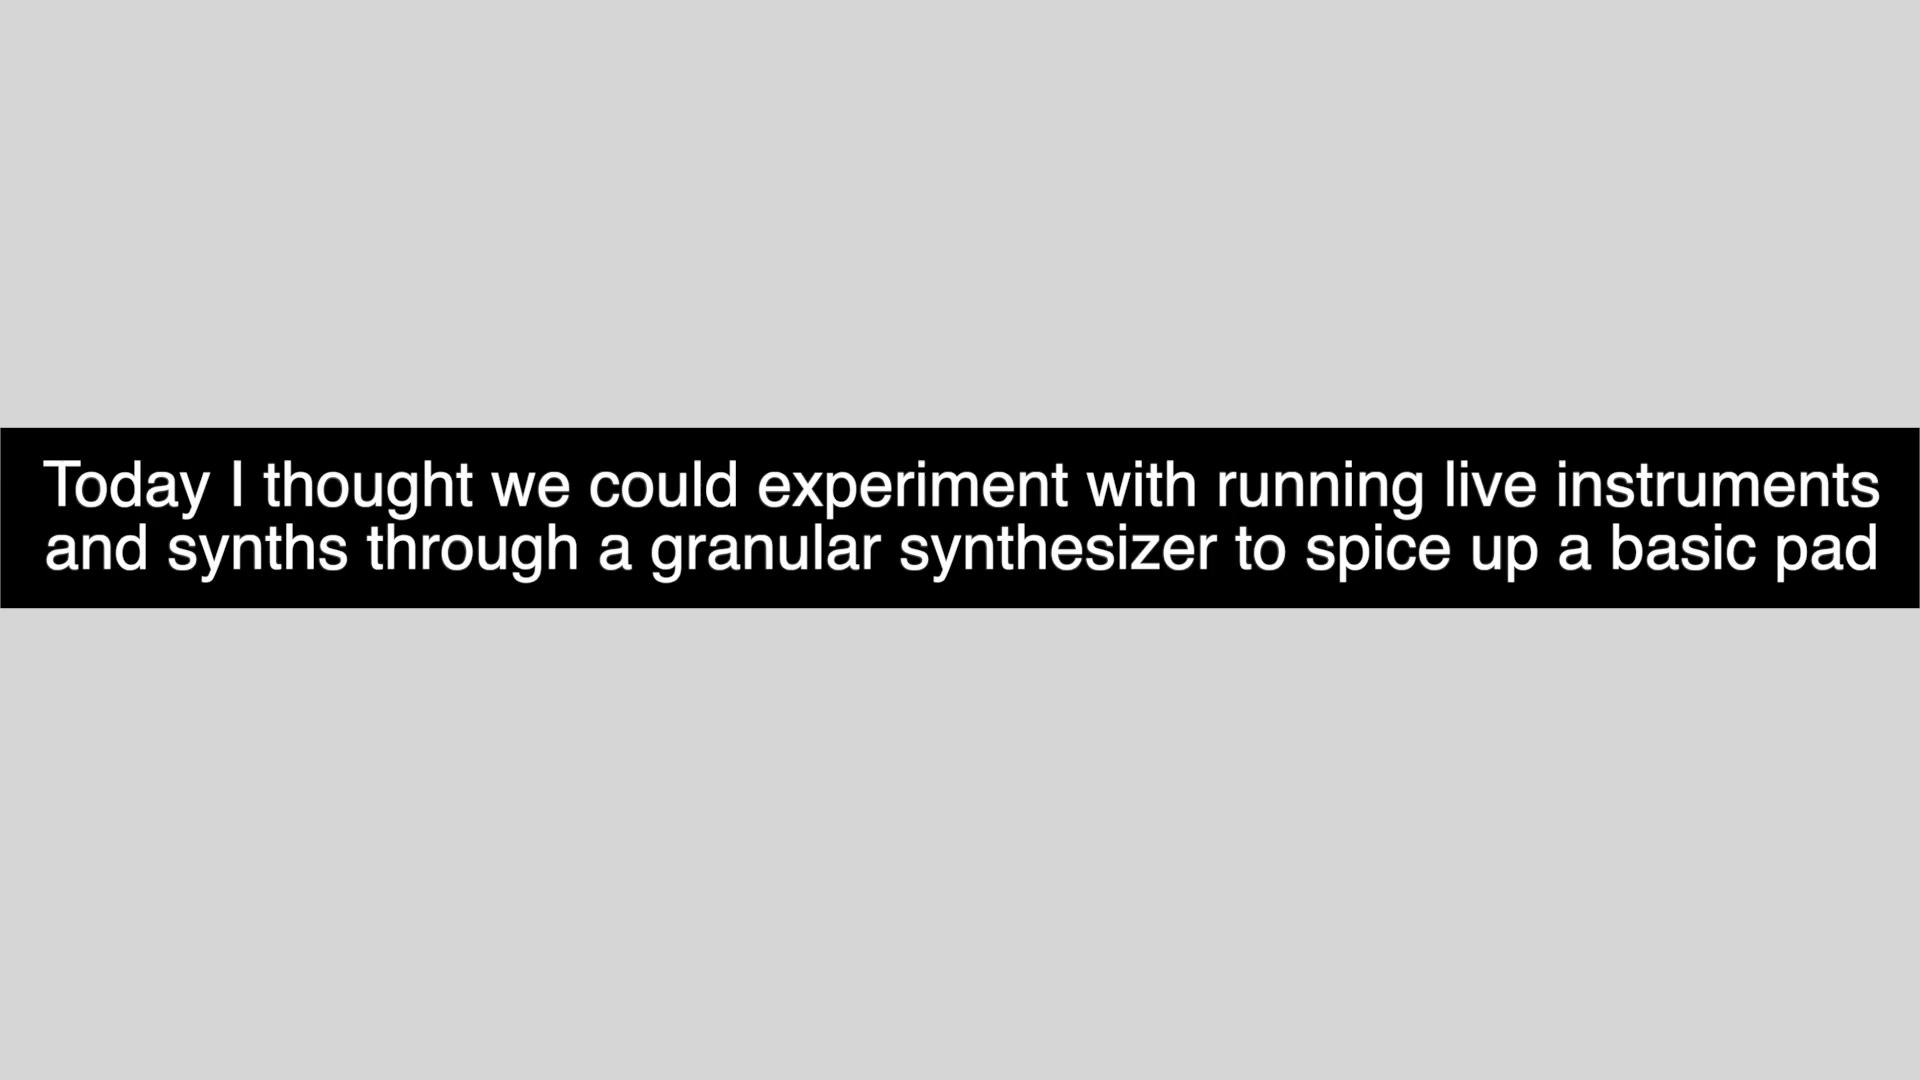 Today I thought we could experiment with running live instruments
and synths through a granular synthesizer to spice up a basic pad